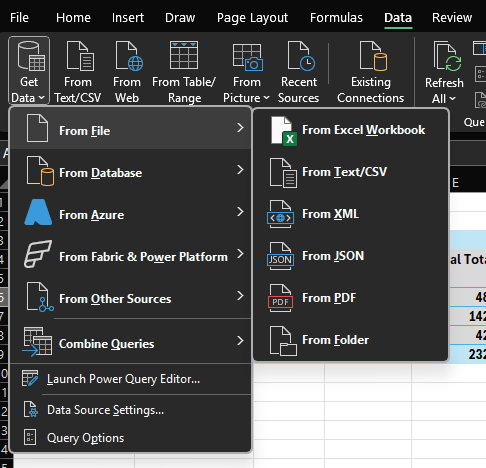 File Home Insert Draw Page Layout Formulas Data Review
Get Data
From Text/CSV
From Web
From Table/ Range
From Picture
Recent Sources
Existing Connections
Refresh All
Que
From File
From Database
From Azure
From Fabric & Power Platform
From Other Sources
Combine Queries
Launch Power Query Editor...
Data Source Settings...
Query Options
From Excel Workbook
From Text/CSV
From XML
JSON
From JSON
PDF
From PDF
From Folder
E
al Tota
48
142
42
232